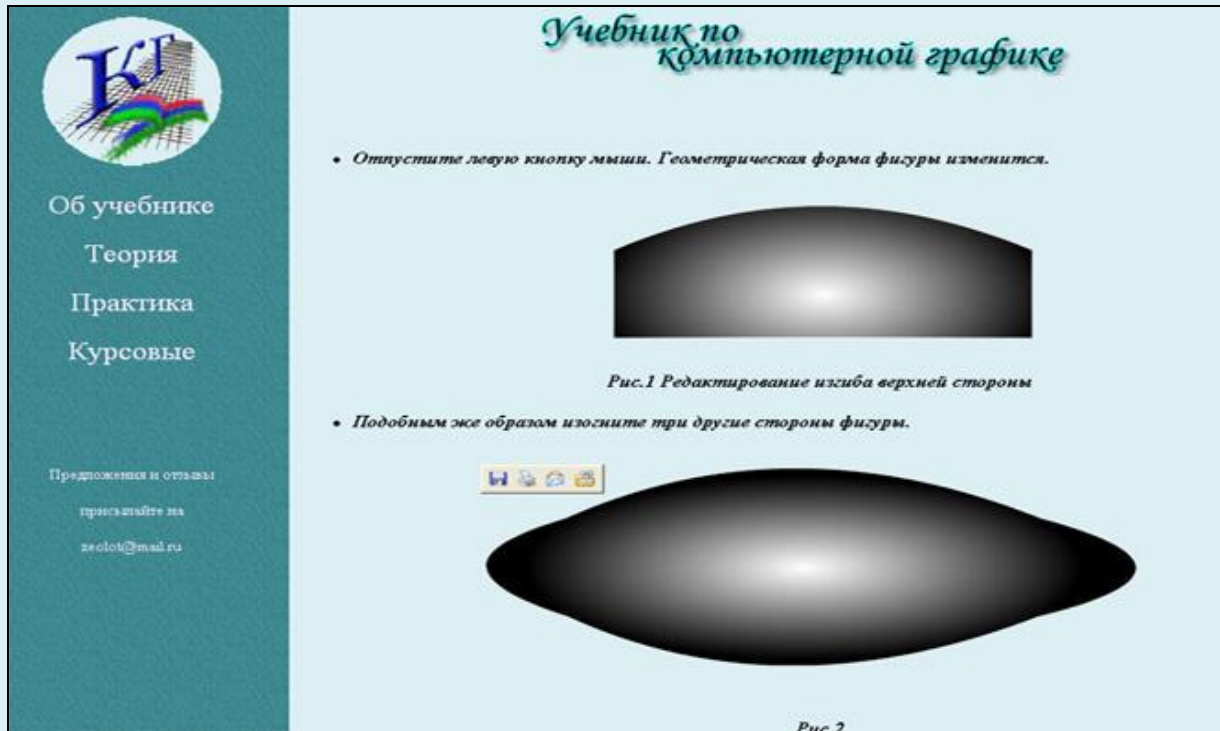 КГ
Об учебнике
Теория
Практика
Курсовые
Предложения и отзывы
присылайте на
zeolot@mail.ru
Учебник по
компьютерной графике
• Отпустите левую кнопку мыши. Геометрическая форма фигуры изменится.
Рис.1 Редактирование изгиба верхней стороны
• Подобным же образом изогните три другие стороны фигуры.
Рис.2